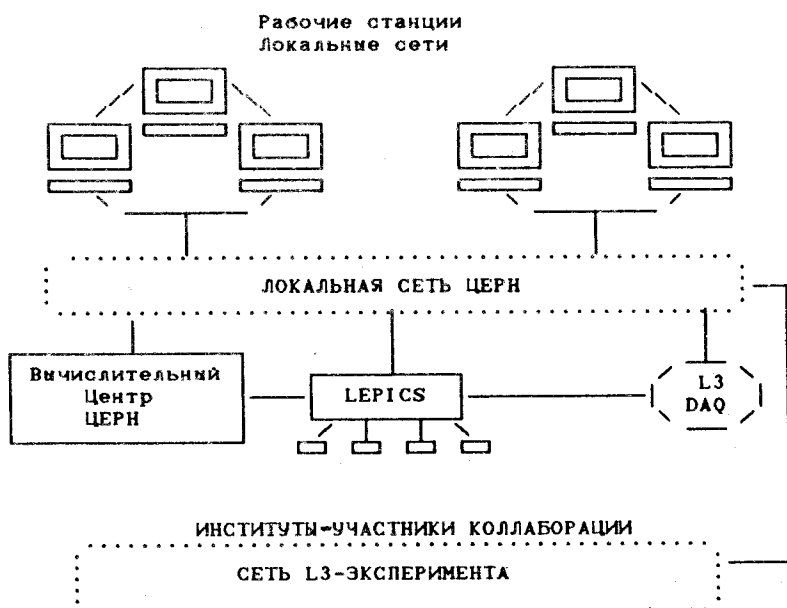 Рабочие станции
Локальные сети
ЛОКАЛЬНАЯ СЕТЬ ЦЕРН
Вычислительный
Центр
ЦЕРН
LEPICS
L3
DAQ
ИНСТИТУТЫ-УЧАСТНИКИ КОЛЛАБОРАЦИИ
СЕТЬ L3-ЭКСПЕРИМЕНТА